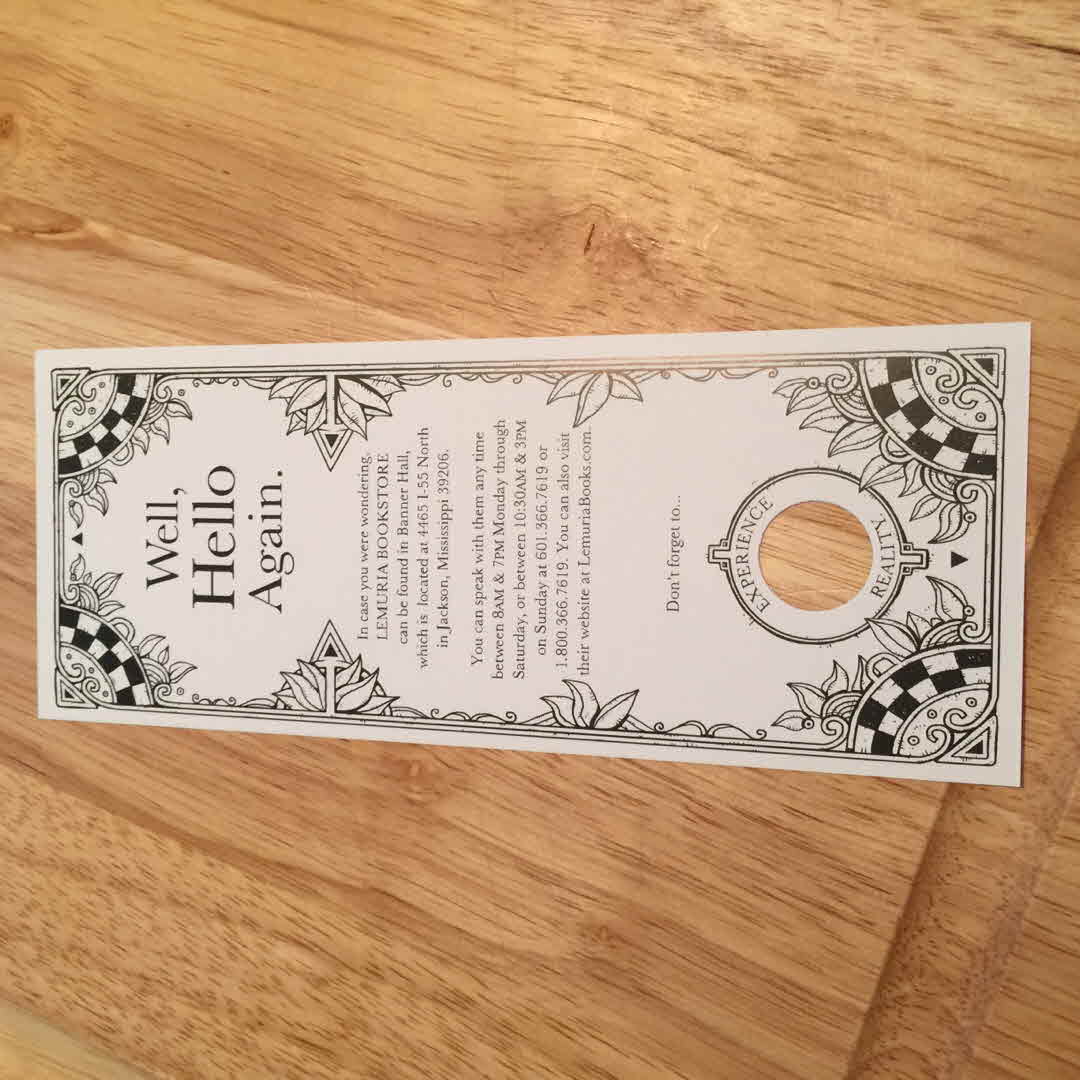 Well,
Hello
Again.
In case you were wondering,
LEMURIA BOOKSTORE
can be found in Banner Hall,
which is located at 4465 I-55 North
in Jackson, Mississippi 39206.
You can speak with them any time
between 8AM & 7PM Monday through
Saturday, or between 10:30AM & 3PM
on Sunday at 601.366.7619 or
1.800.366.7619. You can also visit
their website at LemuriaBooks.com.
Don't forget to...
EXPERIENCE
REALITY